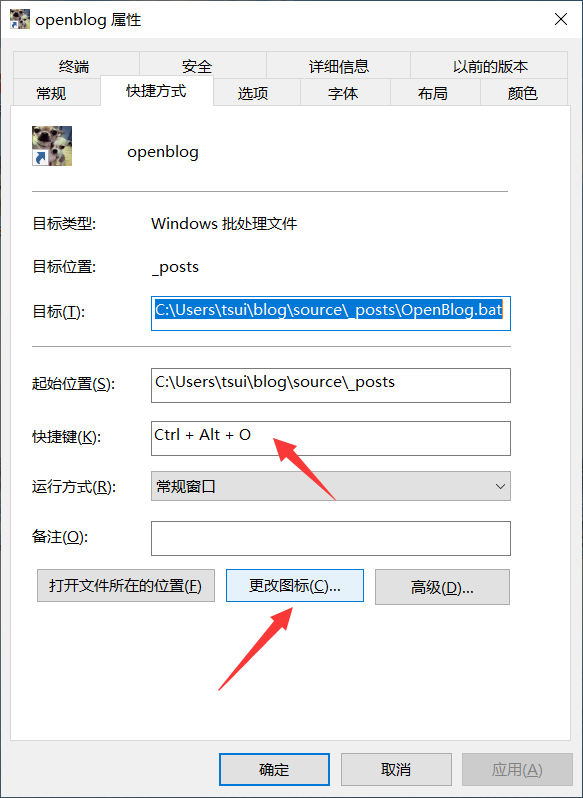 openblog 属性
终端 安全 详细信息 以前的版本
常规 快捷方式 选项 字体 布局 颜色
openblog
目标类型: Windows 批处理文件
目标位置: _posts
目标(T): C:\Users\tsui\blog\source\_posts\OpenBlog.bat
起始位置(S): C:\Users\tsui\blog\source\_posts
快捷键(K): Ctrl + Alt + O
运行方式(R): 常规窗口
备注(O):
打开文件所在的位置(F) 更改图标(C)... 高级(D)...
确定 取消 应用(A)